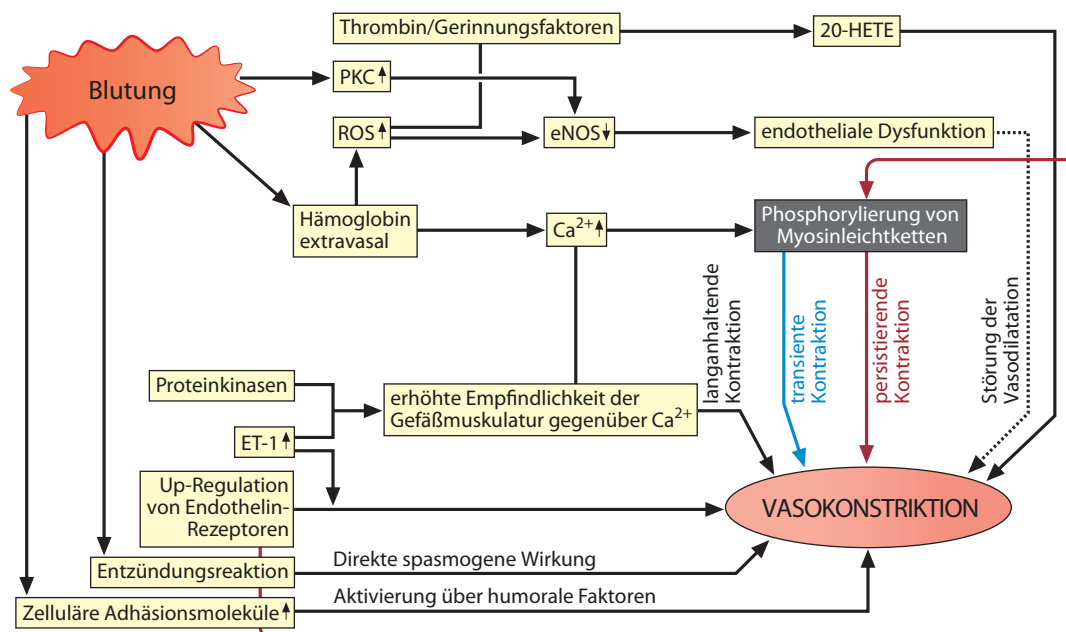 Thrombin/Gerinnungsfaktoren
20-HETE
Blutung
PKC↑
ROS↑
eNOS↓
endotheliale Dysfunktion
Hämoglobin
extravasal
Ca²⁺↑
Phosphorylierung von
Myosinleichtketten
langanhaltende
Kontraktion
transiente
Kontraktion
persistierende
Kontraktion
Störung der
Vasodilatation
Proteinkinasen
erhöhte Empfindlichkeit der
Gefäßmuskulatur gegenüber Ca²⁺
ET-1↑
Up-Regulation
von Endothelin-
Rezeptoren
VASOKONSTRIKTION
Entzündungsreaktion
Direkte spasmogene Wirkung
Zelluläre Adhäsionsmoleküle↑
Aktivierung über humorale Faktoren